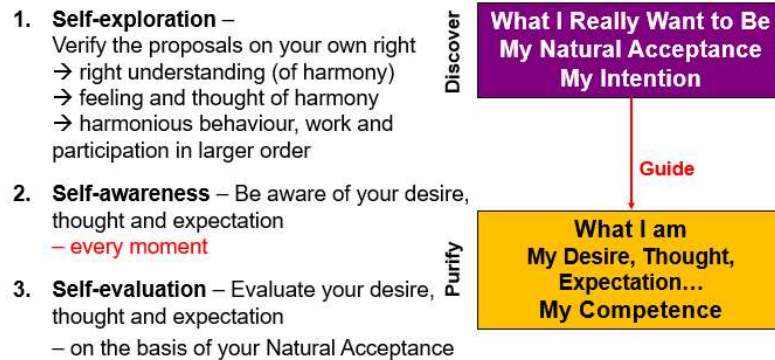 1. Self-exploration –
Verify the proposals on your own right
→ right understanding (of harmony)
→ feeling and thought of harmony
→ harmonious behaviour, work and
participation in larger order
2. Self-awareness – Be aware of your desire,
thought and expectation
– every moment
3. Self-evaluation – Evaluate your desire,
thought and expectation
– on the basis of your Natural Acceptance
Discover
What I Really Want to Be
My Natural Acceptance
My Intention
Guide
Purify
What I am
My Desire, Thought,
Expectation…
My Competence